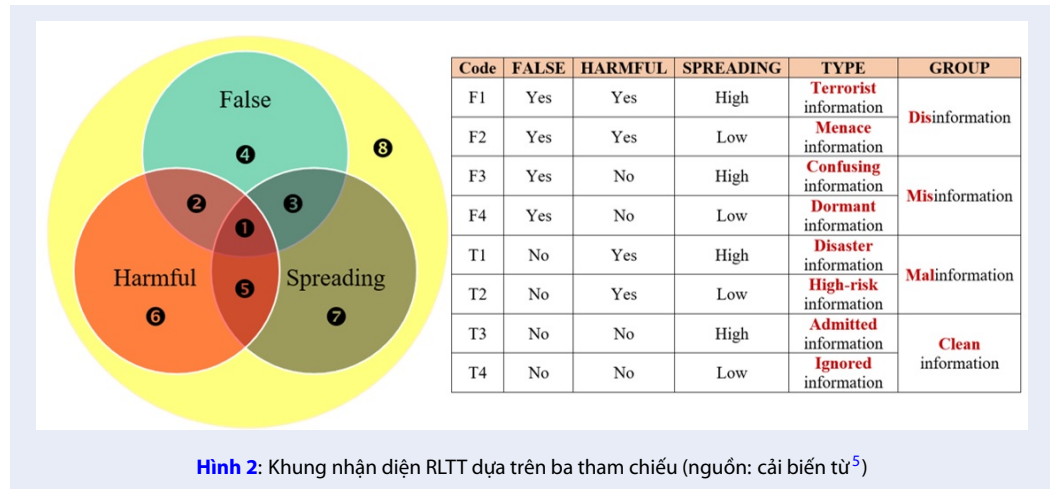 False
❹
❽
❷
❸
❶
Harmful
Spreading
❺
❻
❼
Code FALSE HARMFUL SPREADING TYPE GROUP
F1 Yes Yes High Terrorist information Disinformation
F2 Yes Yes Low Menace information
F3 Yes No High Confusing information Misinformation
F4 Yes No Low Dormant information
T1 No Yes High Disaster information Malinformation
T2 No Yes Low High-risk information
T3 No No High Admitted information Clean information
T4 No No Low Ignored information
Hình 2: Khung nhận diện RLTT dựa trên ba tham chiếu (nguồn: cải biến từ⁵)